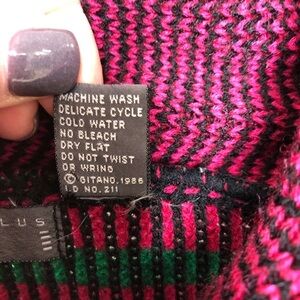 MACHINE WASH
DELICATE CYCLE
COLD WATER
NO BLEACH
DRY FLAT
DO NOT TWIST
OR WRING
© GITANO, 1986
I.D NO. 211
LUS